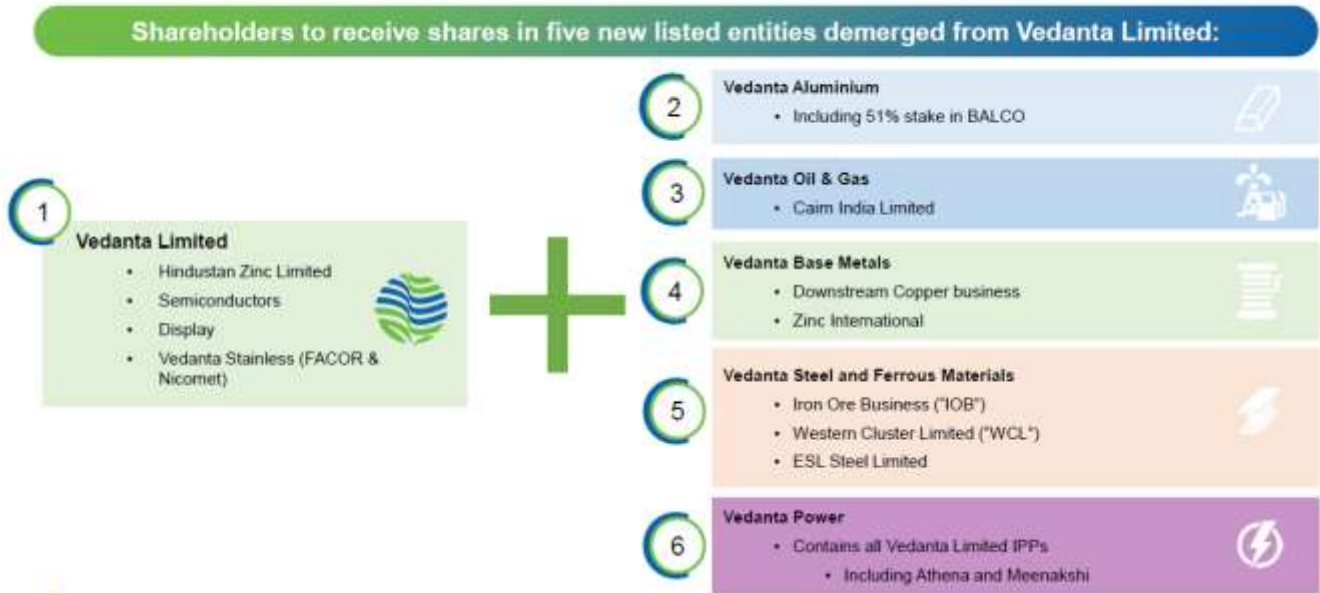 Shareholders to receive shares in five new listed entities demerged from Vedanta Limited:
1
Vedanta Limited
• Hindustan Zinc Limited
• Semiconductors
• Display
• Vedanta Stainless (FACOR &
Nicomet)
2
Vedanta Aluminium
• Including 51% stake in BALCO
3
Vedanta Oil & Gas
• Cairn India Limited
4
Vedanta Base Metals
• Downstream Copper business
• Zinc International
5
Vedanta Steel and Ferrous Materials
• Iron Ore Business ("IOB")
• Western Cluster Limited ("WCL")
• ESL Steel Limited
6
Vedanta Power
• Contains all Vedanta Limited IPPs
• Including Athena and Meenakshi